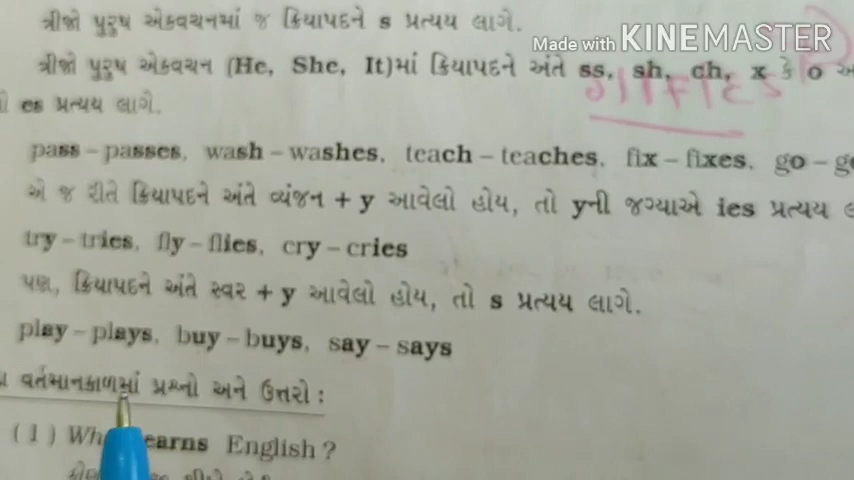 ત્રીજો પુરુષ એકવચનમાં જ ક્રિયાપદને s પ્રત્યય લાગે.
Made with KINEMASTER
ત્રીજો પુરુષ એકવચન (He, She, It)માં ક્રિયાપદને અંતે ss, sh, ch, x કે o
es પ્રત્યય લાગે.
pass – passes, wash – washes, teach – teaches, fix – fixes, go –
એ જ રીતે ક્રિયાપદને અંતે વ્યંજન + y આવેલો હોય, તો yની જગ્યાએ ies પ્રત્યય
try – tries, fly – flies, cry – cries
પણ, ક્રિયાપદને અંતે સ્વર + y આવેલો હોય, તો s પ્રત્યય લાગે.
play – plays, buy – buys, say – says
વર્તમાનકાળમાં પ્રશ્નો અને ઉત્તરો :
(1) English ?